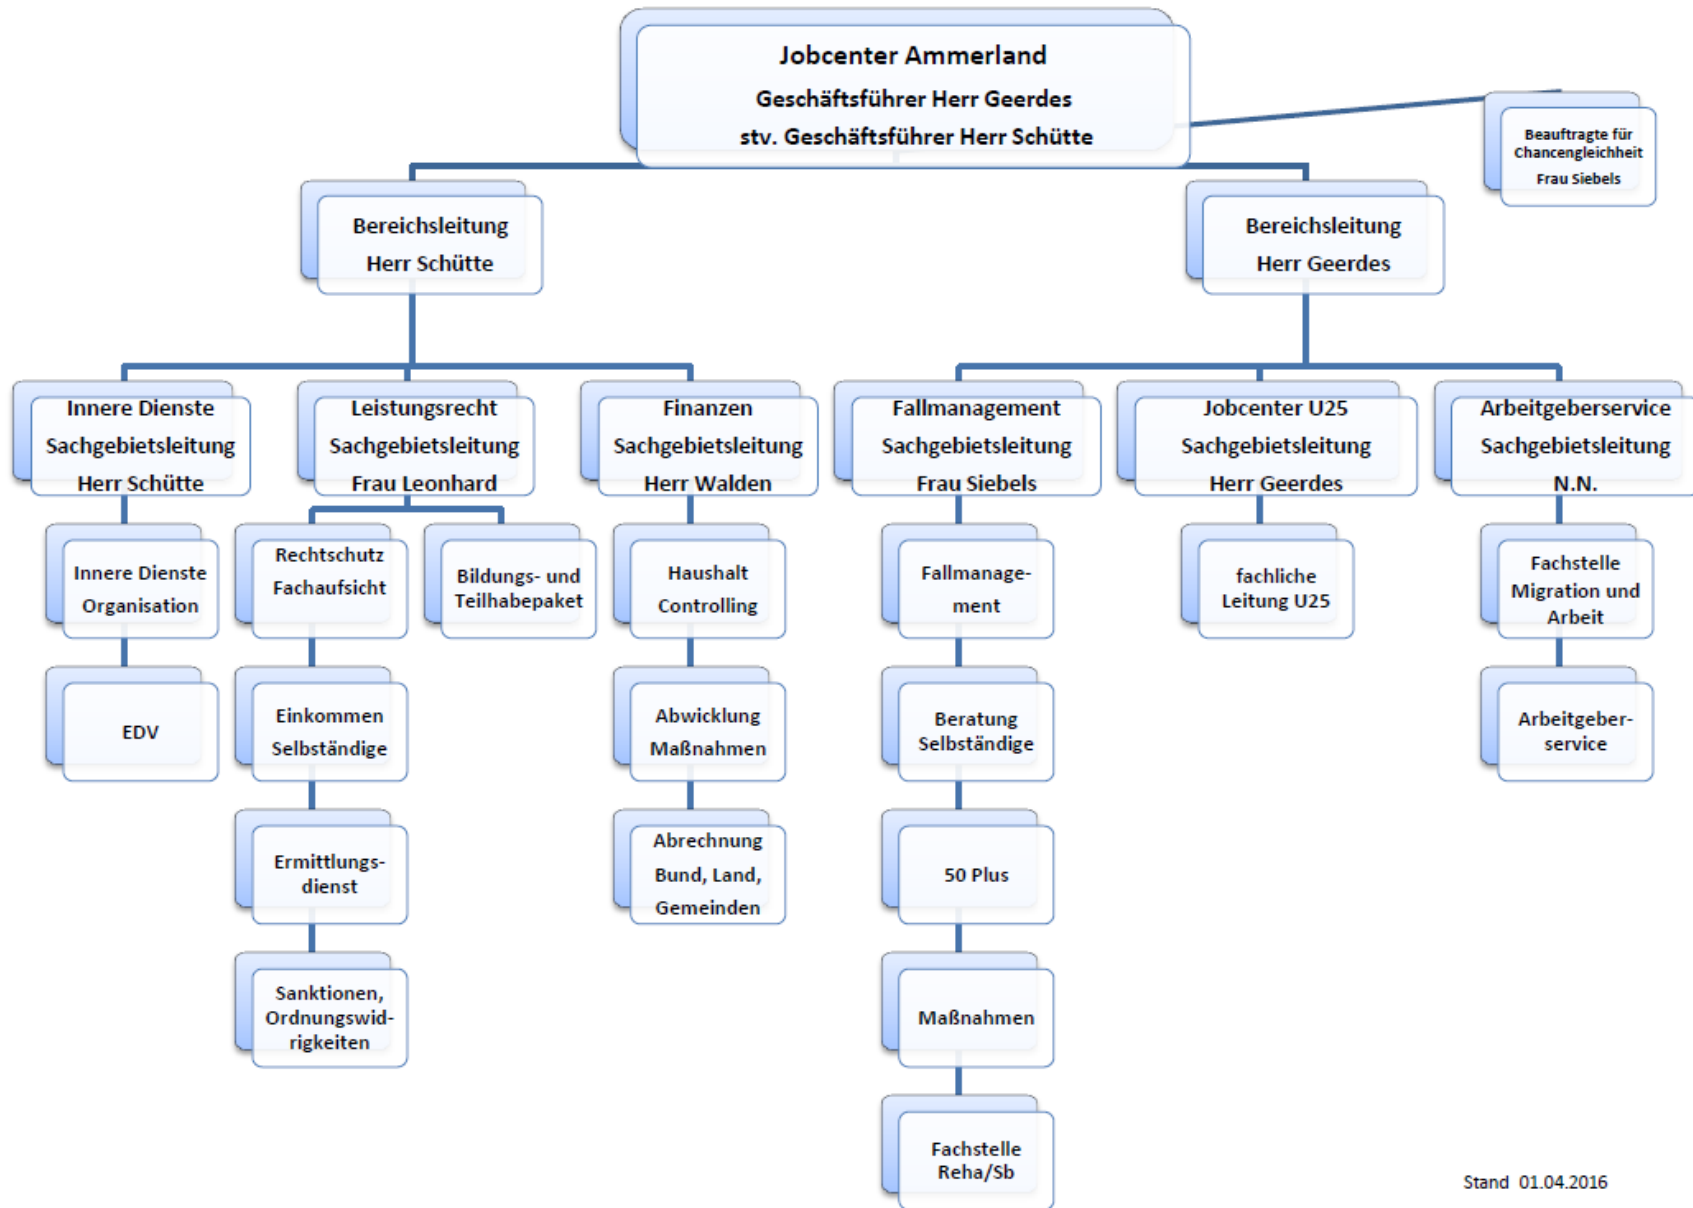 Jobcenter Ammerland
Geschäftsführer Herr Geerdes
stv. Geschäftsführer Herr Schütte
Beauftragte für
Chancengleichheit
Frau Siebels
Bereichsleitung
Herr Schütte
Bereichsleitung
Herr Geerdes
Innere Dienste
Sachgebietsleitung
Herr Schütte
Leistungsrecht
Sachgebietsleitung
Frau Leonhard
Finanzen
Sachgebietsleitung
Herr Walden
Fallmanagement
Sachgebietsleitung
Frau Siebels
Jobcenter U25
Sachgebietsleitung
Herr Geerdes
Arbeitgeberservice
Sachgebietsleitung
N.N.
Innere Dienste
Organisation
Rechtschutz
Fachaufsicht
Bildungs- und
Teilhabepaket
Haushalt
Controlling
Fallmanage-
ment
fachliche
Leitung U25
Fachstelle
Migration und
Arbeit
EDV
Einkommen
Selbständige
Abwicklung
Maßnahmen
Beratung
Selbständige
Arbeitgeber-
service
Ermittlungs-
dienst
Abrechnung
Bund, Land,
Gemeinden
50 Plus
Sanktionen,
Ordnungswid-
rigkeiten
Maßnahmen
Fachstelle
Reha/Sb
Stand 01.04.2016